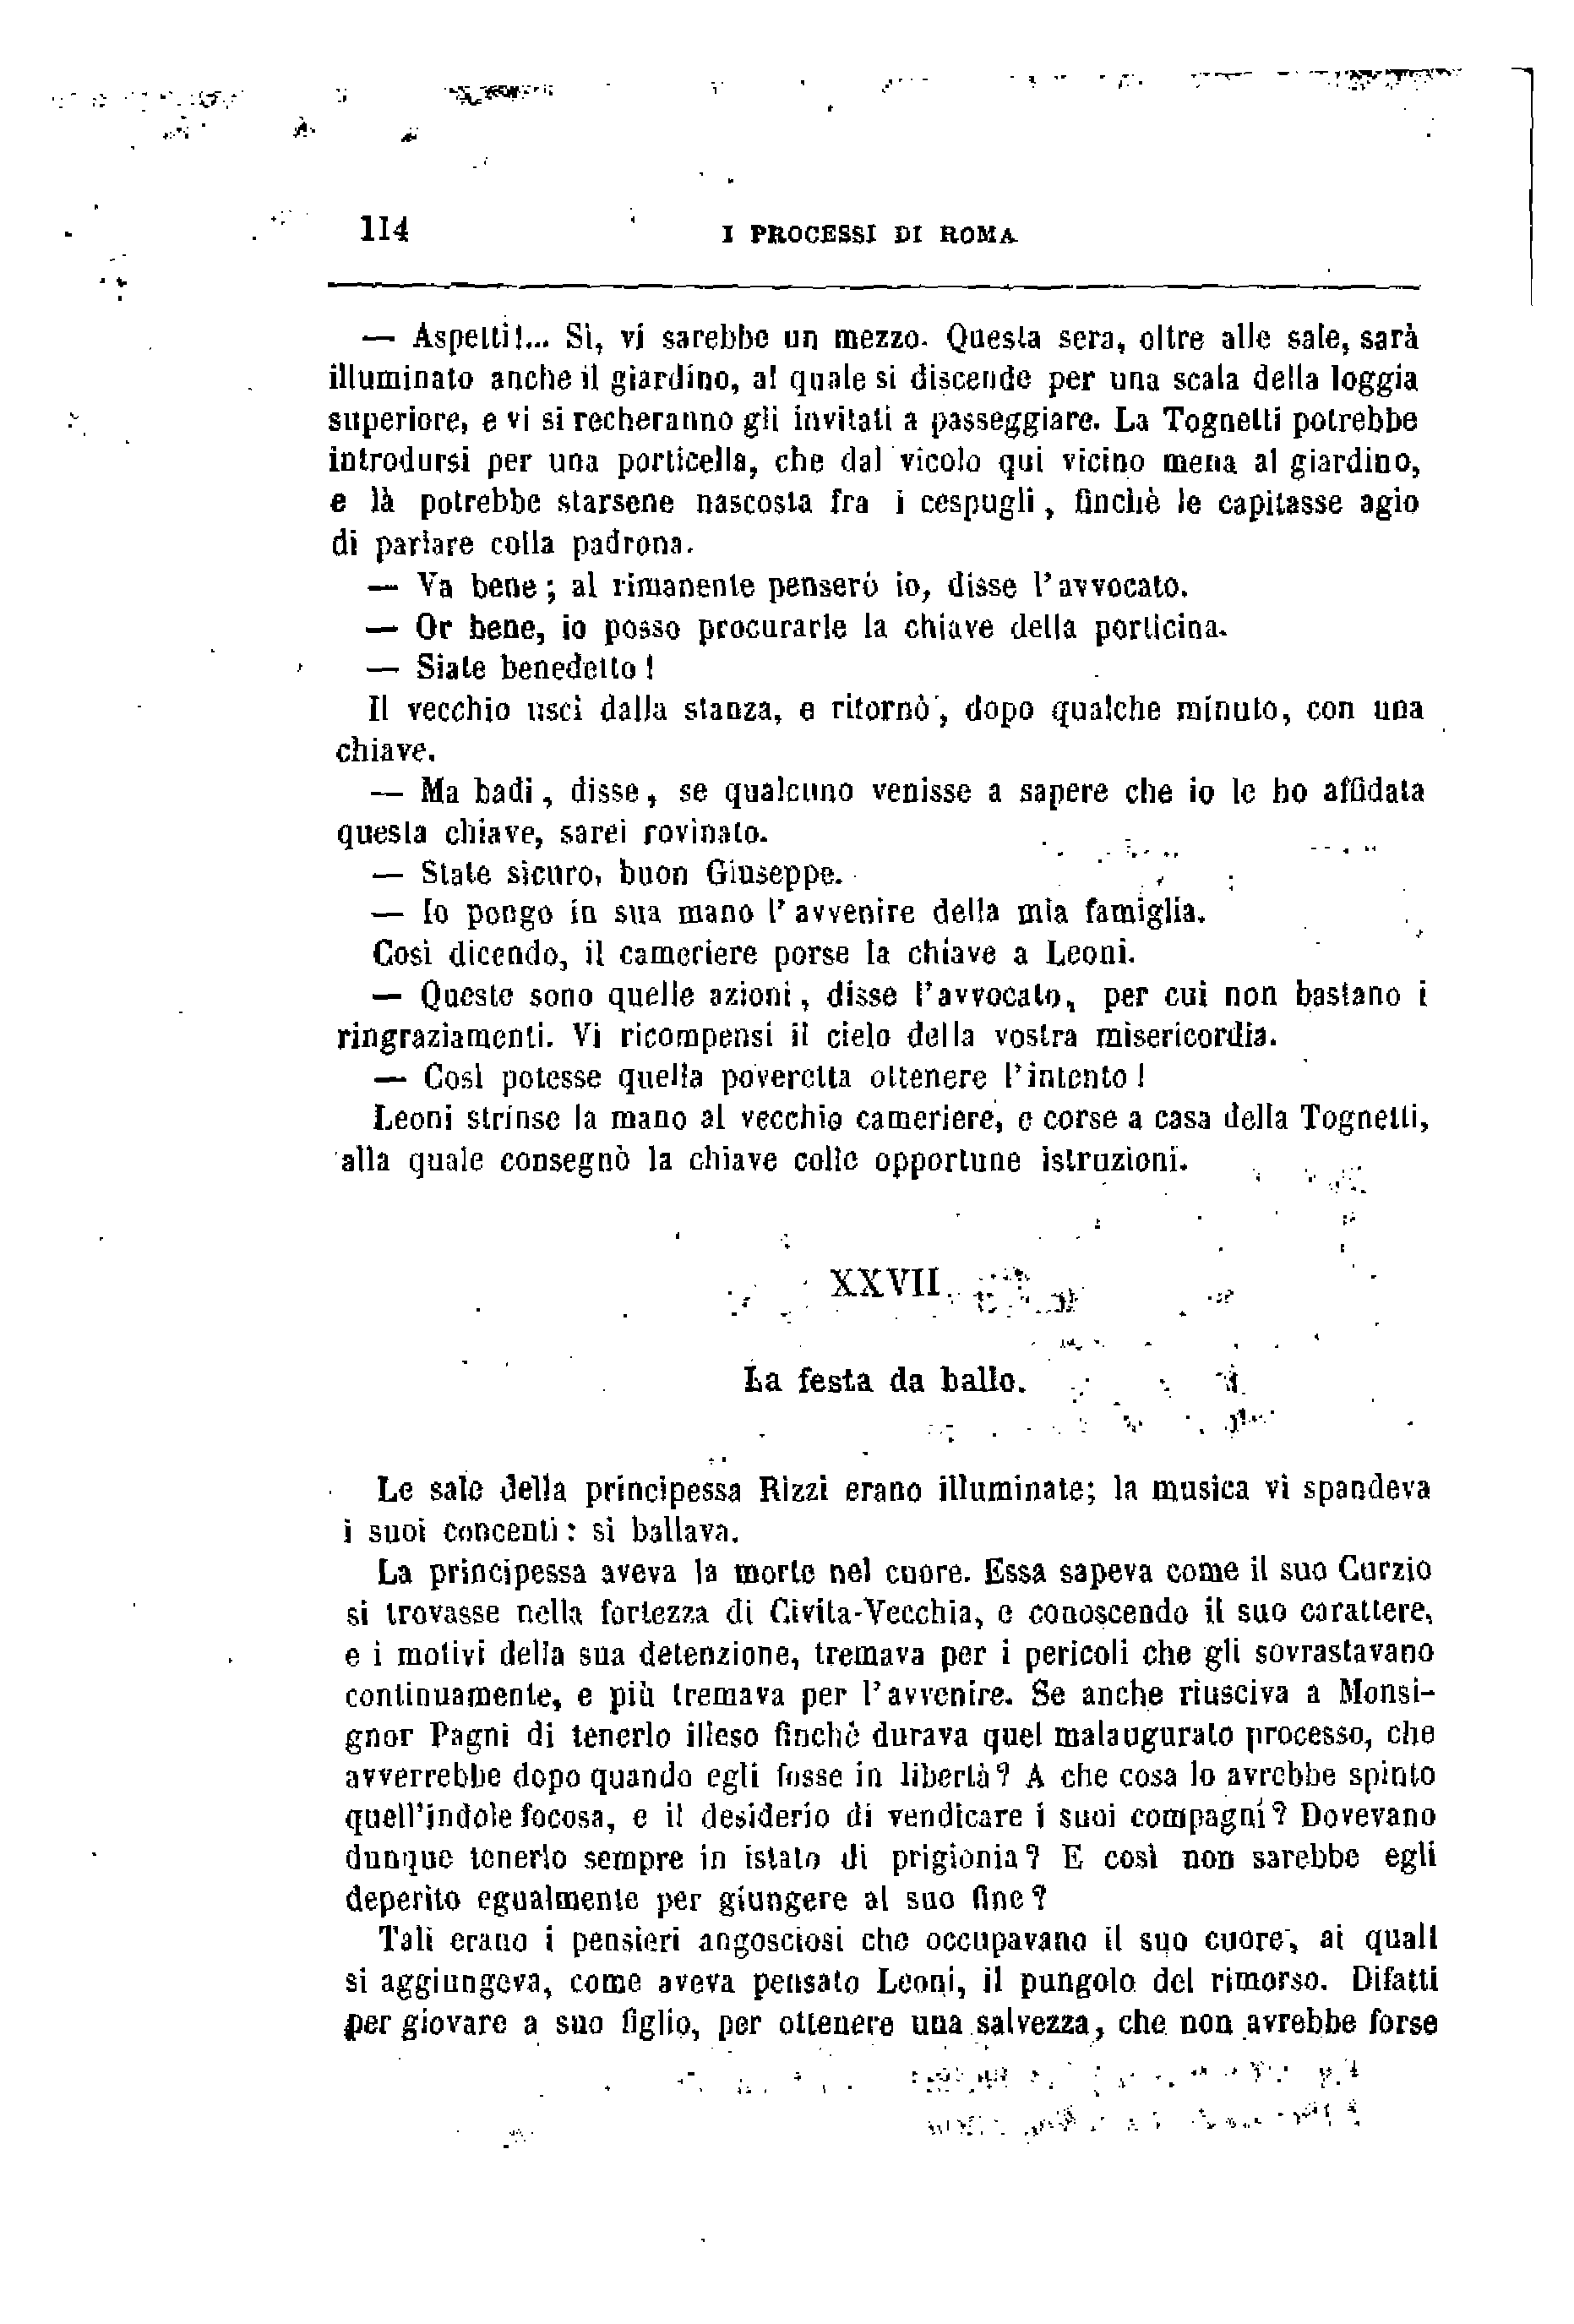 114
I PROCESSI DI ROMA
— Aspetti!... Sì, vi sarebbe un mezzo. Questa sera, oltre alle sale, sarà
illuminato anche il giardino, al quale si discende per una scala della loggia
superiore, e vi si recheranno gli invitati a passeggiare. La Tognetti potrebbe
introdursi per una porticella, che dal vicolo qui vicino mena al giardino,
e là potrebbe starsene nascosta fra i cespugli, finchè le capitasse agio
di parlare colla padrona.
— Va bene; al rimanente penserò io, disse l'avvocato.
— Or bene, io posso procurarle la chiave della porticina.
— Siate benedetto!
Il vecchio uscì dalla stanza, e ritornò, dopo qualche minuto, con una
chiave.
— Ma badi, disse, se qualcuno venisse a sapere che io le ho affidata
questa chiave, sarei rovinato.
— State sicuro, buon Giuseppe.
— Io pongo in sua mano l'avvenire della mia famiglia.
Così dicendo, il cameriere porse la chiave a Leoni.
— Queste sono quelle azioni, disse l'avvocato, per cui non bastano i
ringraziamenti. Vi ricompensi il cielo della vostra misericordia.
— Così potesse quella poveretta ottenere l'intento!
Leoni strinse la mano al vecchio cameriere, e corse a casa della Tognetti,
alla quale consegnò la chiave colle opportune istruzioni.
XXVII.
La festa da ballo.
Le sale della principessa Rizzi erano illuminate; la musica vi spandeva
i suoi concenti: si ballava.
La principessa aveva la morte nel cuore. Essa sapeva come il suo Curzio
si trovasse nella fortezza di Civita-Vecchia, e conoscendo il suo carattere,
e i motivi della sua detenzione, tremava per i pericoli che gli sovrastavano
continuamente, e più tremava per l'avvenire. Se anche riusciva a Monsi-
gnor Pagni di tenerlo illeso finchè durava quel malaugurato processo, che
avverrebbe dopo quando egli fosse in libertà? A che cosa lo avrebbe spinto
quell'indole focosa, e il desiderio di vendicare i suoi compagni? Dovevano
dunque tenerlo sempre in istato di prigionia? E così non sarebbe egli
deperito egualmente per giungere al suo fine?
Tali erano i pensieri angosciosi che occupavano il suo cuore, ai quali
si aggiungeva, come aveva pensato Leoni, il pungolo del rimorso. Difatti
per giovare a suo figlio, per ottenere una salvezza, che non avrebbe forse